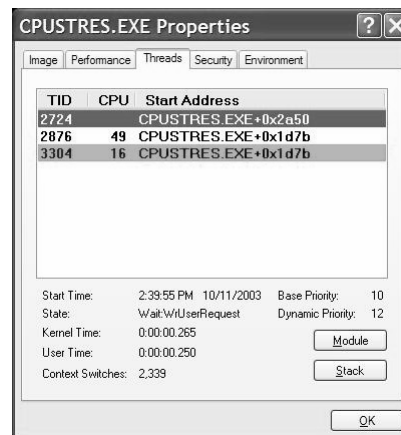 CPUSTRES.EXE Properties
Image Performance Threads Security Environment
TID CPU Start Address
2724 CPUSTRES.EXE+0x2a50
2876 49 CPUSTRES.EXE+0x1d7b
3304 16 CPUSTRES.EXE+0x1d7b
Start Time: 2:39:55 PM 10/11/2003 Base Priority: 10
State: Wait:WrUserRequest Dynamic Priority: 12
Kernel Time: 0:00:00.265
Module
User Time: 0:00:00.250
Context Switches: 2,339
Stack
OK